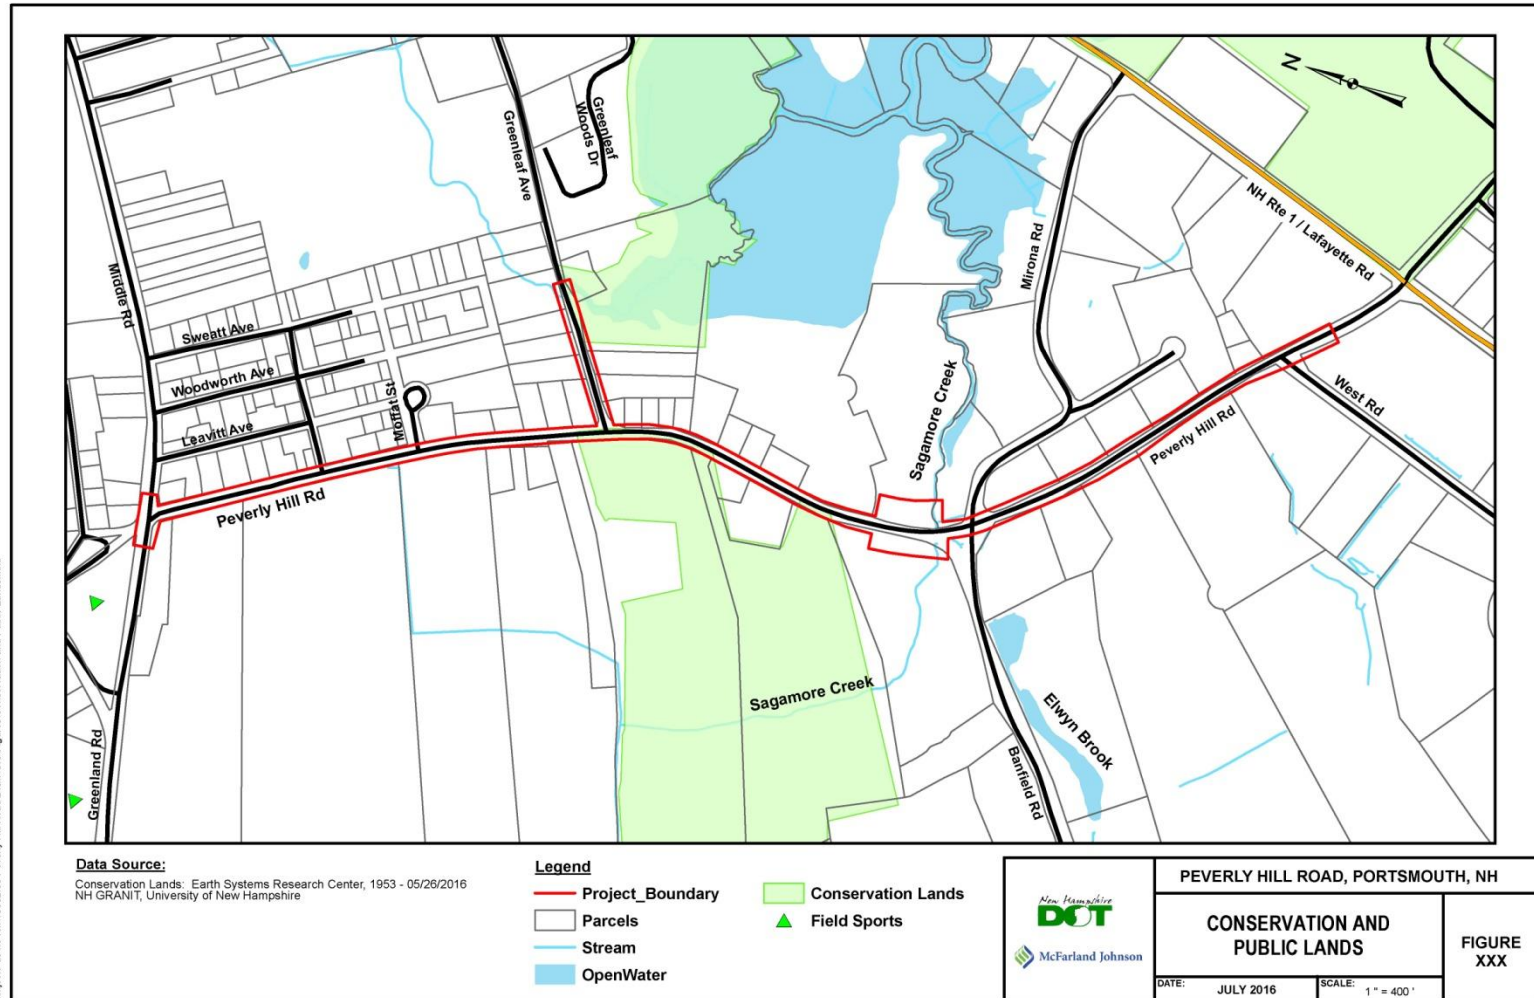 Greenleaf
Woods Dr
Greenleaf Ave
N
NH Rte 1 / Lafayette Rd
Middle Rd
Mirona Rd
Sweatt Ave
Woodworth Ave
Moffat St
Leavitt Ave
Sagamore Creek
West Rd
Peverly Hill Rd
Peverly Hill Rd
Sagamore Creek
Elwyn Brook
Greenland Rd
Banfield Rd
Data Source:
Conservation Lands: Earth Systems Research Center, 1953 - 05/26/2016
NH GRANIT, University of New Hampshire
Legend
Project_Boundary
Parcels
Stream
OpenWater
Conservation Lands
Field Sports
New Hampshire
DOT
McFarland Johnson
PEVERLY HILL ROAD, PORTSMOUTH, NH
CONSERVATION AND
PUBLIC LANDS
FIGURE
XXX
DATE: JULY 2016
SCALE: 1 " = 400 '